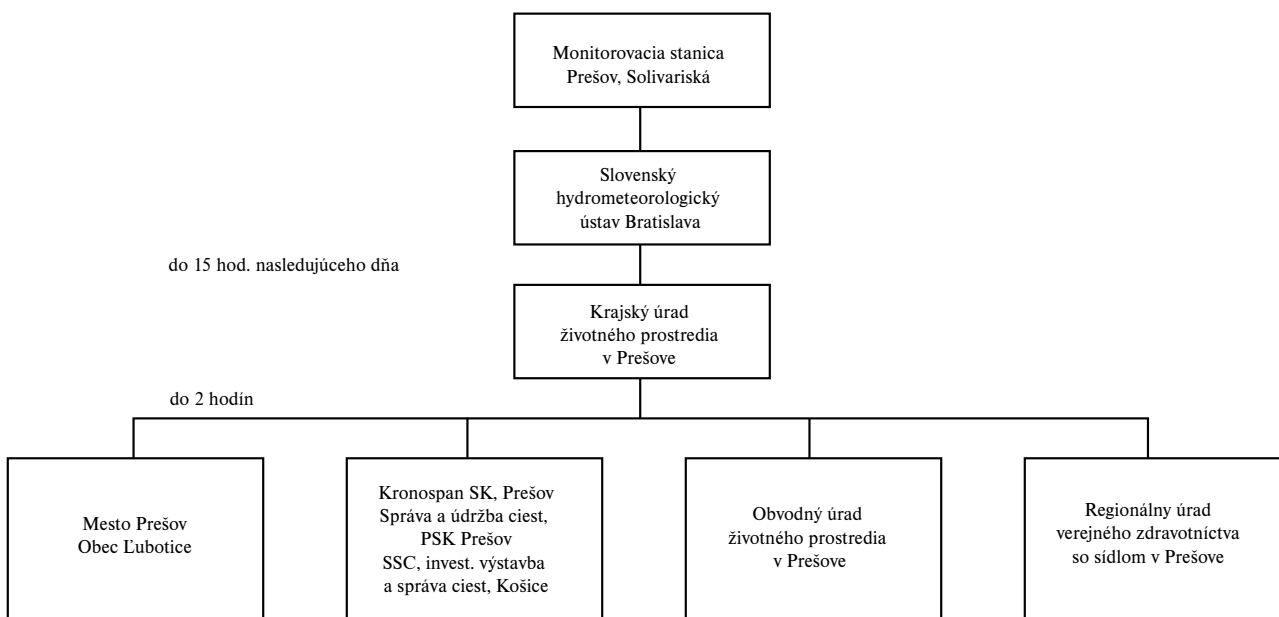 Monitorovacia stanica
Prešov, Solivariská
Slovenský
hydrometeorologický
ústav Bratislava
do 15 hod. nasledujúceho dňa
Krajský úrad
životného prostredia
v Prešove
do 2 hodín
Mesto Prešov
Obec Ľubotice
Kronospan SK, Prešov
Správa a údržba ciest,
PSK Prešov
SSC, invest. výstavba
a správa ciest, Košice
Obvodný úrad
životného prostredia
v Prešove
Regionálny úrad
verejného zdravotníctva
so sídlom v Prešove